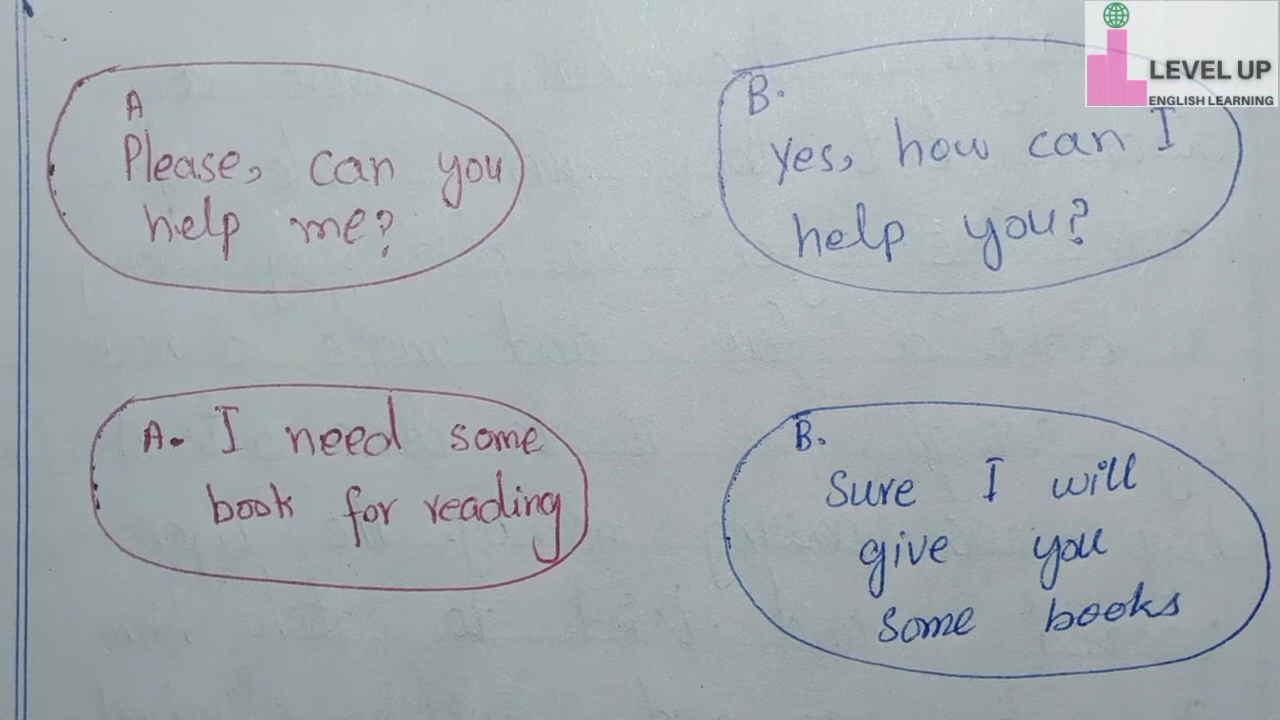 A
Please, can you
help me?
B.
yes, how can I
help you?
A. I need some
book for reading
B.
Sure I will
give you
some books
LEVEL UP
ENGLISH LEARNING